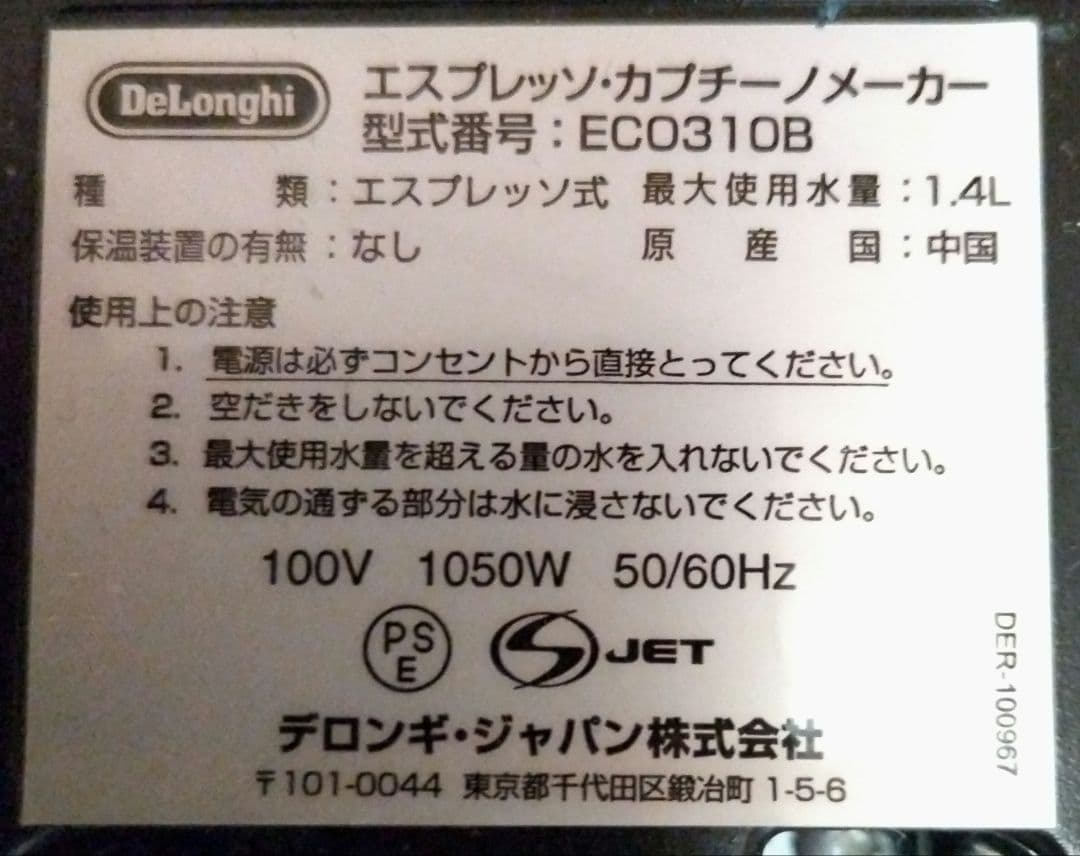 DeLonghi
エスプレッソ・カプチーノメーカー
型式番号：ECO310B
種類：エスプレッソ式 最大使用水量：1.4L
保温装置の有無：なし 原産国：中国
使用上の注意
1. 電源は必ずコンセントから直接とってください。
2. 空だきをしないでください。
3. 最大使用水量を超える量の水を入れないでください。
4. 電気の通ずる部分は水に浸さないでください。
100V 1050W 50/60Hz
PSE
S JET
デロンギ・ジャパン株式会社
〒101-0044 東京都千代田区鍛冶町 1-5-6
DER-100967